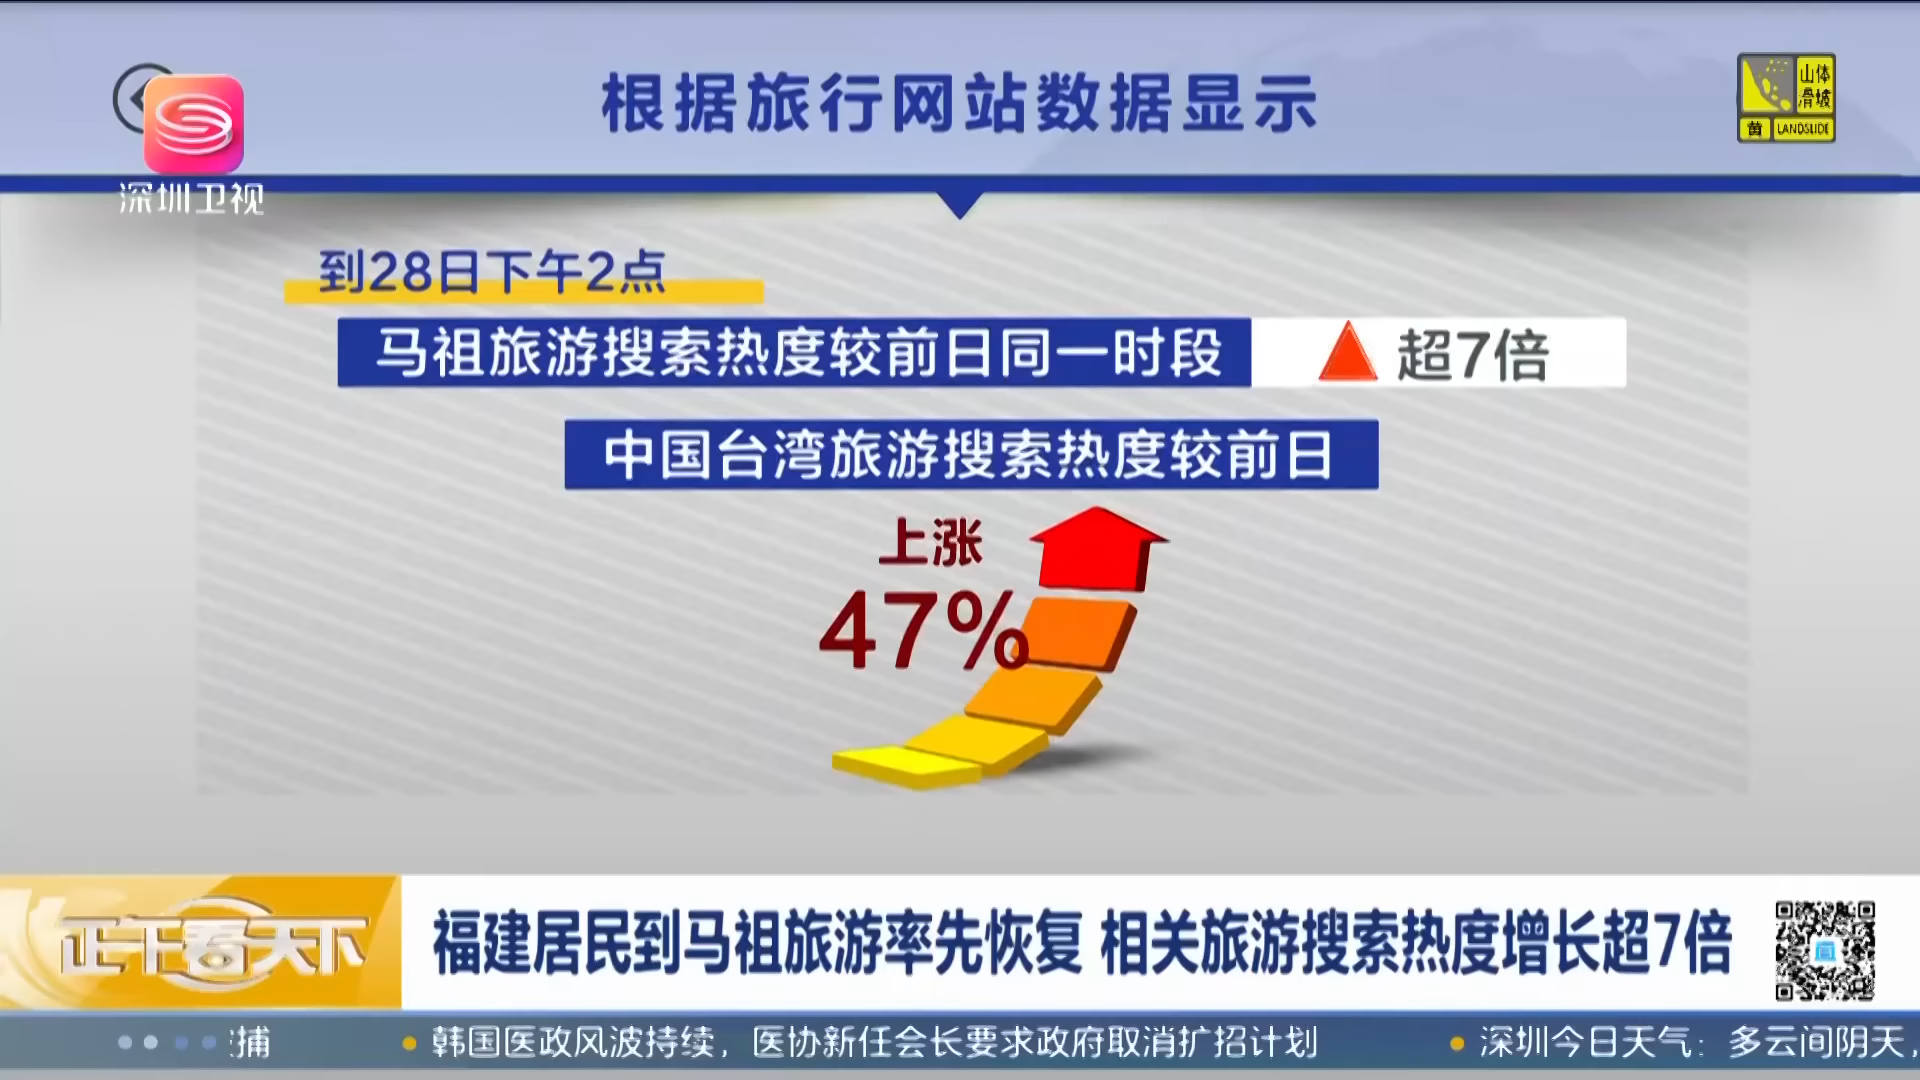 根据旅行网站数据显示
山体
滑坡
黄 LANDSLIDE
深圳卫视
到28日下午2点
马祖旅游搜索热度较前日同一时段 超7倍
中国台湾旅游搜索热度较前日
上涨
47%
正午看天下
福建居民到马祖旅游率先恢复 相关旅游搜索热度增长超7倍
捕
韩国医政风波持续，医协新任会长要求政府取消扩招计划
深圳今日天气：多云间阴天，